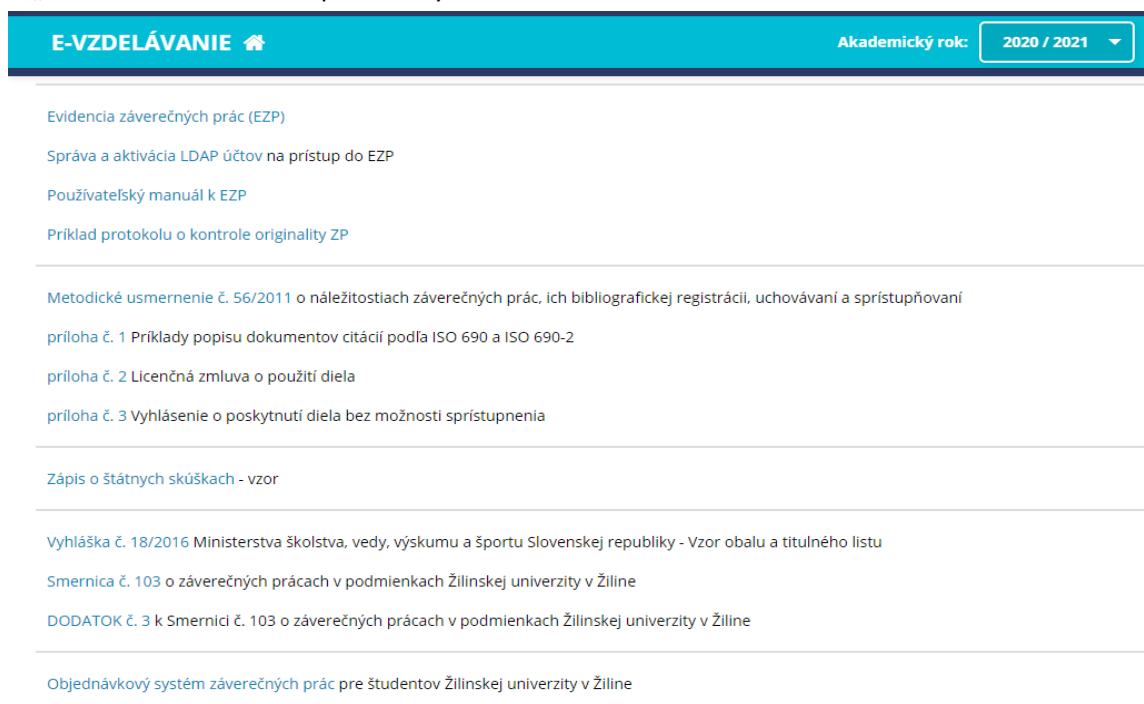 E-VZDELÁVANIE
Akademický rok: 2020 / 2021
Evidencia záverečných prác (EZP)
Správa a aktivácia LDAP účtov na prístup do EZP
Používateľský manuál k EZP
Príklad protokolu o kontrole originality ZP
Metodické usmernenie č. 56/2011 o náležitostiach záverečných prác, ich bibliografickej registrácii, uchovávaní a sprístupňovaní
príloha č. 1 Príklady popisu dokumentov citácií podľa ISO 690 a ISO 690-2
príloha č. 2 Licenčná zmluva o použití diela
príloha č. 3 Vyhlásenie o poskytnutí diela bez možnosti sprístupnenia
Zápis o štátnych skúškach - vzor
Vyhláška č. 18/2016 Ministerstva školstva, vedy, výskumu a športu Slovenskej republiky - Vzor obalu a titulného listu
Smernica č. 103 o záverečných prácach v podmienkach Žilinskej univerzity v Žiline
DODATOK č. 3 k Smernici č. 103 o záverečných prácach v podmienkach Žilinskej univerzity v Žiline
Objednávkový systém záverečných prác pre študentov Žilinskej univerzity v Žiline